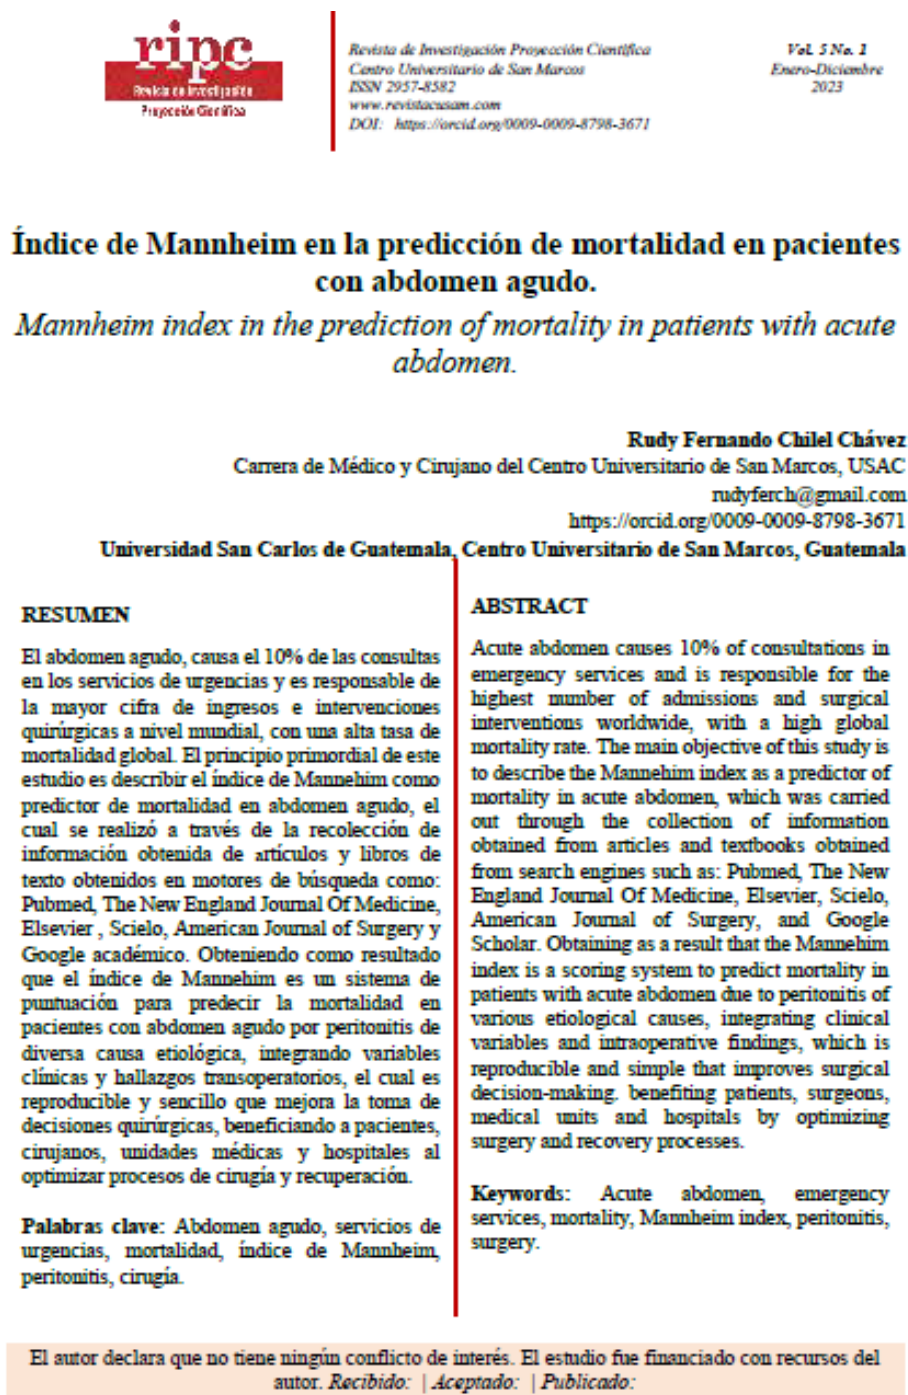 ripc
Revista de Investigación
Proyección Científica
Revista de Investigación Proyección Científica
Centro Universitario de San Marcos
ISSN 2957-8582
www.revistacusam.com
DOI: https://orcid.org/0009-0009-8798-3671
Vol. 5 No. 1
Enero-Diciembre
2023
Índice de Mannheim en la predicción de mortalidad en pacientes
con abdomen agudo.
Mannheim index in the prediction of mortality in patients with acute
abdomen.
Rudy Fernando Chilel Chávez
Carrera de Médico y Cirujano del Centro Universitario de San Marcos, USAC
rudyferch@gmail.com
https://orcid.org/0009-0009-8798-3671
Universidad San Carlos de Guatemala, Centro Universitario de San Marcos, Guatemala
RESUMEN
El abdomen agudo, causa el 10% de las consultas
en los servicios de urgencias y es responsable de
la mayor cifra de ingresos e intervenciones
quirúrgicas a nivel mundial, con una alta tasa de
mortalidad global. El principio primordial de este
estudio es describir el índice de Mannehim como
predictor de mortalidad en abdomen agudo, el
cual se realizó a través de la recolección de
información obtenida de artículos y libros de
texto obtenidos en motores de búsqueda como:
Pubmed, The New England Journal Of Medicine,
Elsevier , Scielo, American Journal of Surgery y
Google académico. Obteniendo como resultado
que el índice de Mannehim es un sistema de
puntuación para predecir la mortalidad en
pacientes con abdomen agudo por peritonitis de
diversa causa etiológica, integrando variables
clínicas y hallazgos transoperatorios, el cual es
reproducible y sencillo que mejora la toma de
decisiones quirúrgicas, beneficiando a pacientes,
cirujanos, unidades médicas y hospitales al
optimizar procesos de cirugía y recuperación.
Palabras clave: Abdomen agudo, servicios de
urgencias, mortalidad, índice de Mannheim,
peritonitis, cirugía.
ABSTRACT
Acute abdomen causes 10% of consultations in
emergency services and is responsible for the
highest number of admissions and surgical
interventions worldwide, with a high global
mortality rate. The main objective of this study is
to describe the Mannehim index as a predictor of
mortality in acute abdomen, which was carried
out through the collection of information
obtained from articles and textbooks obtained
from search engines such as: Pubmed, The New
England Journal Of Medicine, Elsevier, Scielo,
American Journal of Surgery, and Google
Scholar. Obtaining as a result that the Mannehim
index is a scoring system to predict mortality in
patients with acute abdomen due to peritonitis of
various etiological causes, integrating clinical
variables and intraoperative findings, which is
reproducible and simple that improves surgical
decision-making. benefiting patients, surgeons,
medical units and hospitals by optimizing
surgery and recovery processes.
Keywords: Acute abdomen, emergency
services, mortality, Mannheim index, peritonitis,
surgery.
El autor declara que no tiene ningún conflicto de interés. El estudio fue financiado con recursos del
autor. Recibido: | Aceptado: | Publicado: